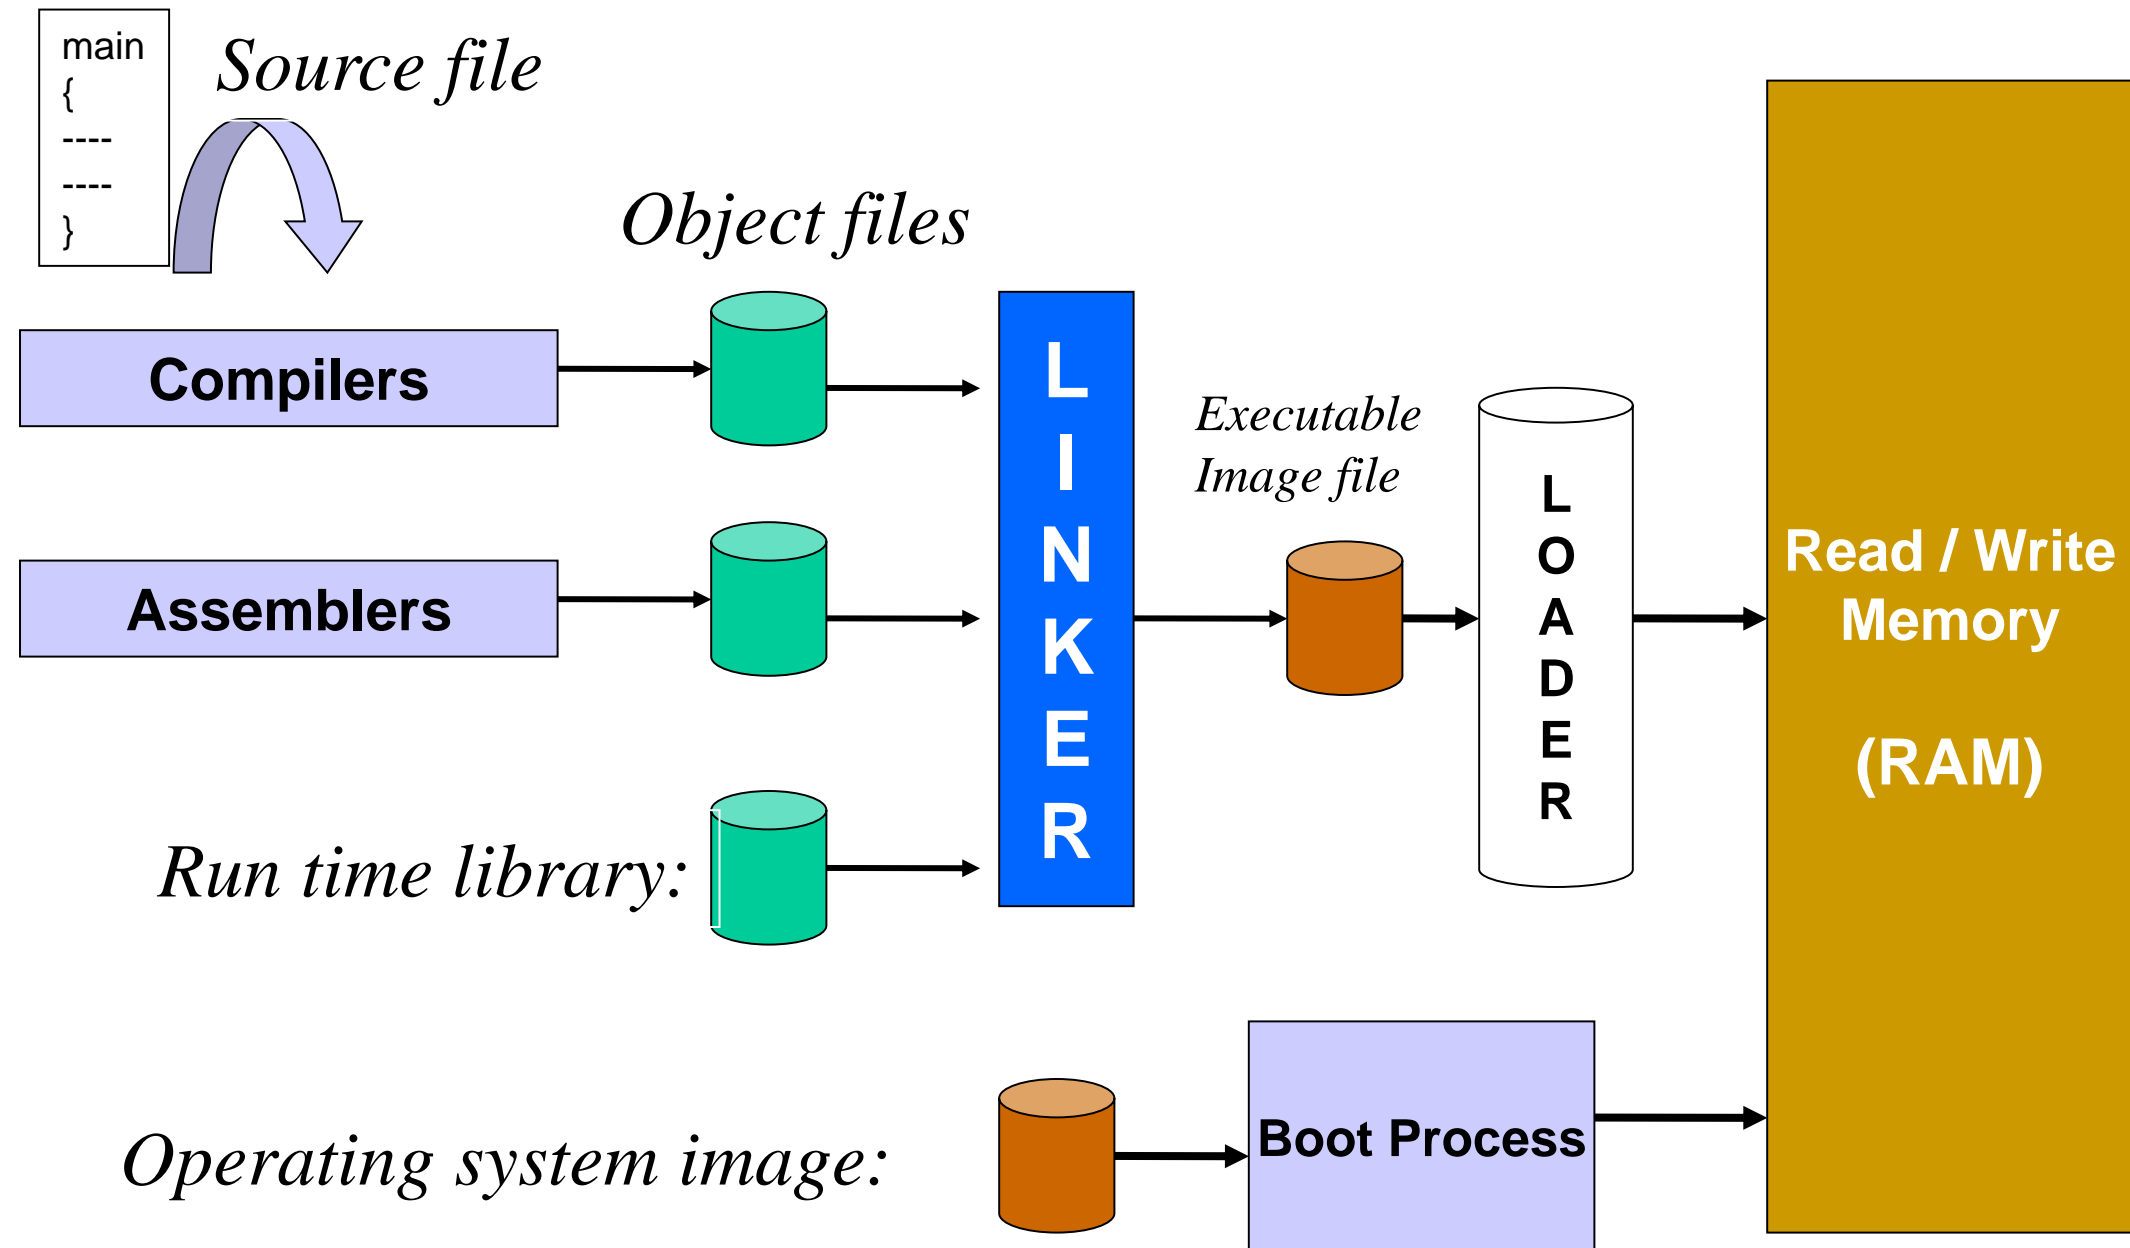 main
{
----
----
}
Source file
Object files
Compilers
Assemblers
Run time library:
L
I
N
K
E
R
Executable
Image file
L
O
A
D
E
R
Read / Write
Memory
(RAM)
Operating system image:
Boot Process